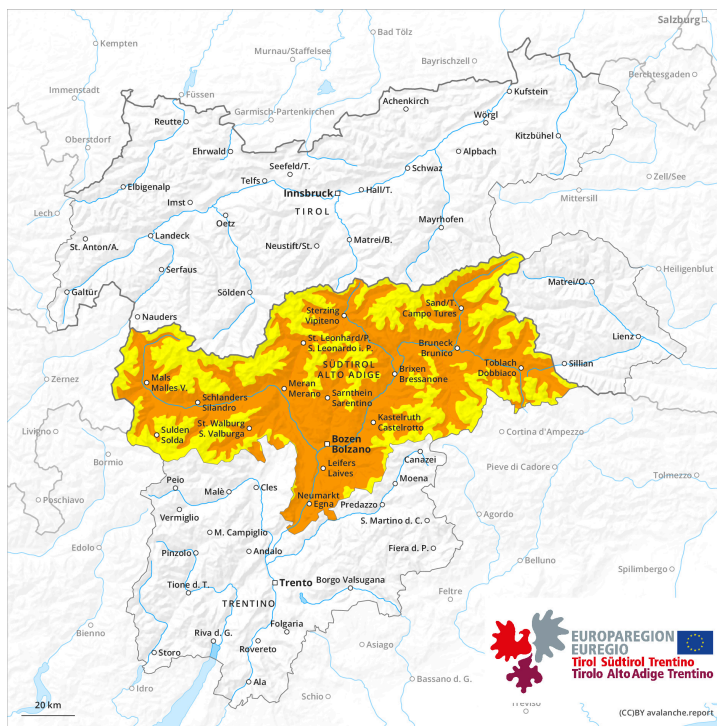 Salzburg
Kempten
Bad Tölz
Murnau/Staffelsee
Bayrischzell
Berchtesgaden
Immenstadt
Füssen
Garmisch-Partenkirchen
Achenkirch
Kufstein
Reutte
Wörgl
Oberstdorf
Ehrwald
Kitzbühel
Seefeld/T.
Alpbach
Schwaz
Telfs
Zell/See
Elbigenalp
Innsbruck
Hall/T.
Mittersill
Imst
TIROL
Lech
Oetz
Mayrhofen
St. Anton/A.
Landeck
Neustift/St.
Matrei/B.
Serfaus
Heiligenblut
Galtür
Sölden
Matrei/O.
Nauders
Sterzing
Vipiteno
Sand/T.
Campo Tures
Lienz
St. Leonhard/P.
S. Leonardo i. P.
Bruneck
Brunico
Toblach
Dobbiaco
Sillian
SÜDTIROL
ALTO ADIGE
Brixen
Bressanone
Zernez
Mals
Malles V.
Meran
Merano
Schlanders
Silandro
Sarnthein
Sarentino
St. Walburg
S. Valburga
Kastelruth
Castelrotto
Livigno
Sulden
Solda
Cortina d'Ampezzo
Bozen
Bolzano
Bormio
Canazei
Pieve di Cadore
Leifers
Laives
Tolmezzo
Peio
Malè
Cles
Moena
Poschiavo
Neumarkt
Egna
Predazzo
Vermiglio
Agordo
S. Martino d. C.
M. Campiglio
Edolo
Pinzolo
Andalo
Fiera d. P.
Belluno
Spilimbergo
Tione d. T.
Trento
Borgo Valsugana
Feltre
TRENTINO
Bienno
Folgaria
Riva d. G.
Storo
Rovereto
Asiago
Ala
Idro
Bassano d. G.
Schio
Treviso
EUROPAREGION
EUREGIO
Tirol Südtirol Trentino
Tirolo Alto Adige Trentino
20 km
(CC)BY avalanche.report